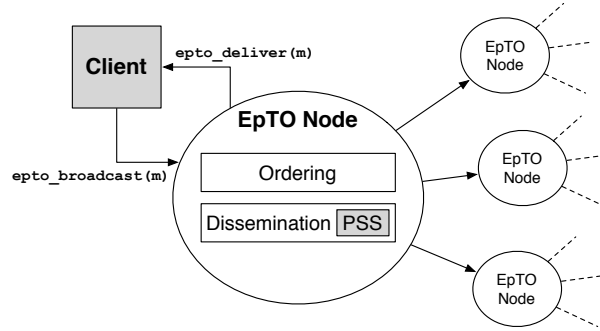 Client
epto_deliver(m)
epto_broadcast(m)
EpTO Node
Ordering
Dissemination PSS
EpTO
Node
EpTO
Node
EpTO
Node